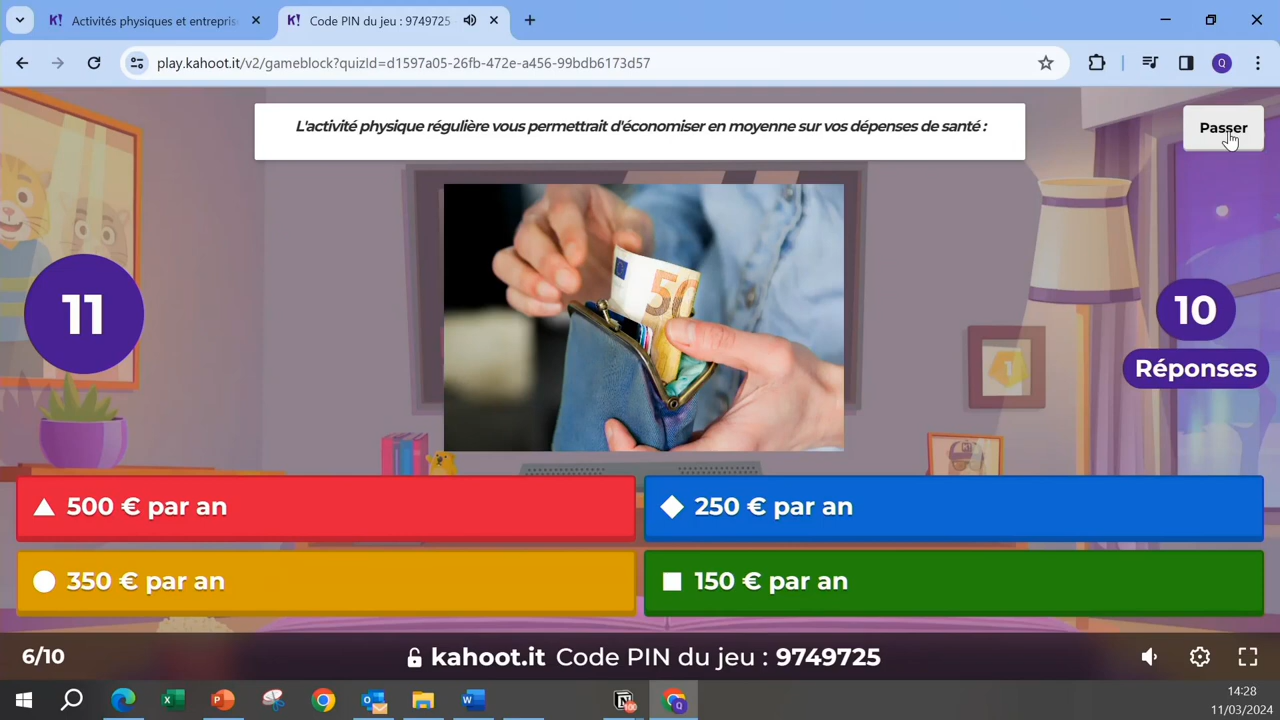 K! Activités physiques et entrepris
K! Code PIN du jeu : 9749725
play.kahoot.it/v2/gameblock?quizId=d1597a05-26fb-472e-a456-99bdb6173d57
Q
L'activité physique régulière vous permettrait d'économiser en moyenne sur vos dépenses de santé :
Passer
50
11
10
Réponses
1
500 € par an
250 € par an
350 € par an
150 € par an
6/10
kahoot.it Code PIN du jeu : 9749725
14:28
11/03/2024